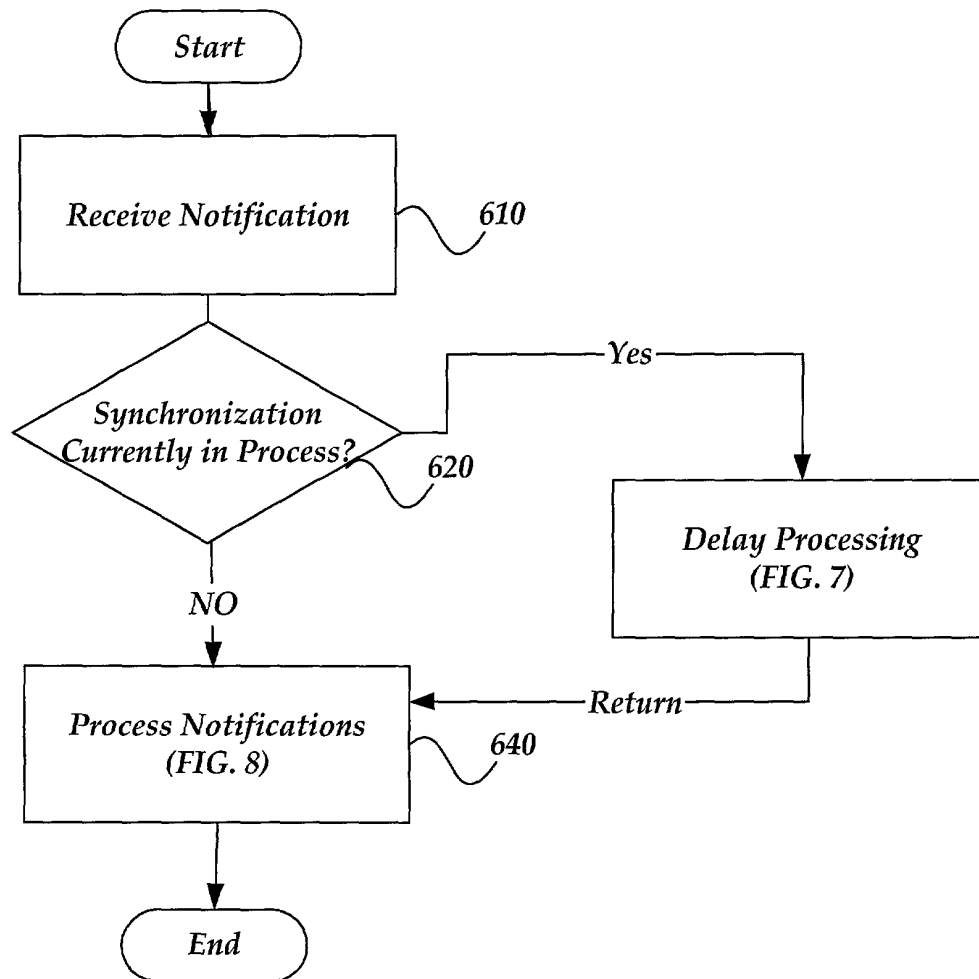 Start
Receive Notification
610
Yes
Synchronization
Currently in Process?
620
Delay Processing
(FIG. 7)
NO
Return
Process Notifications
(FIG. 8)
640
End